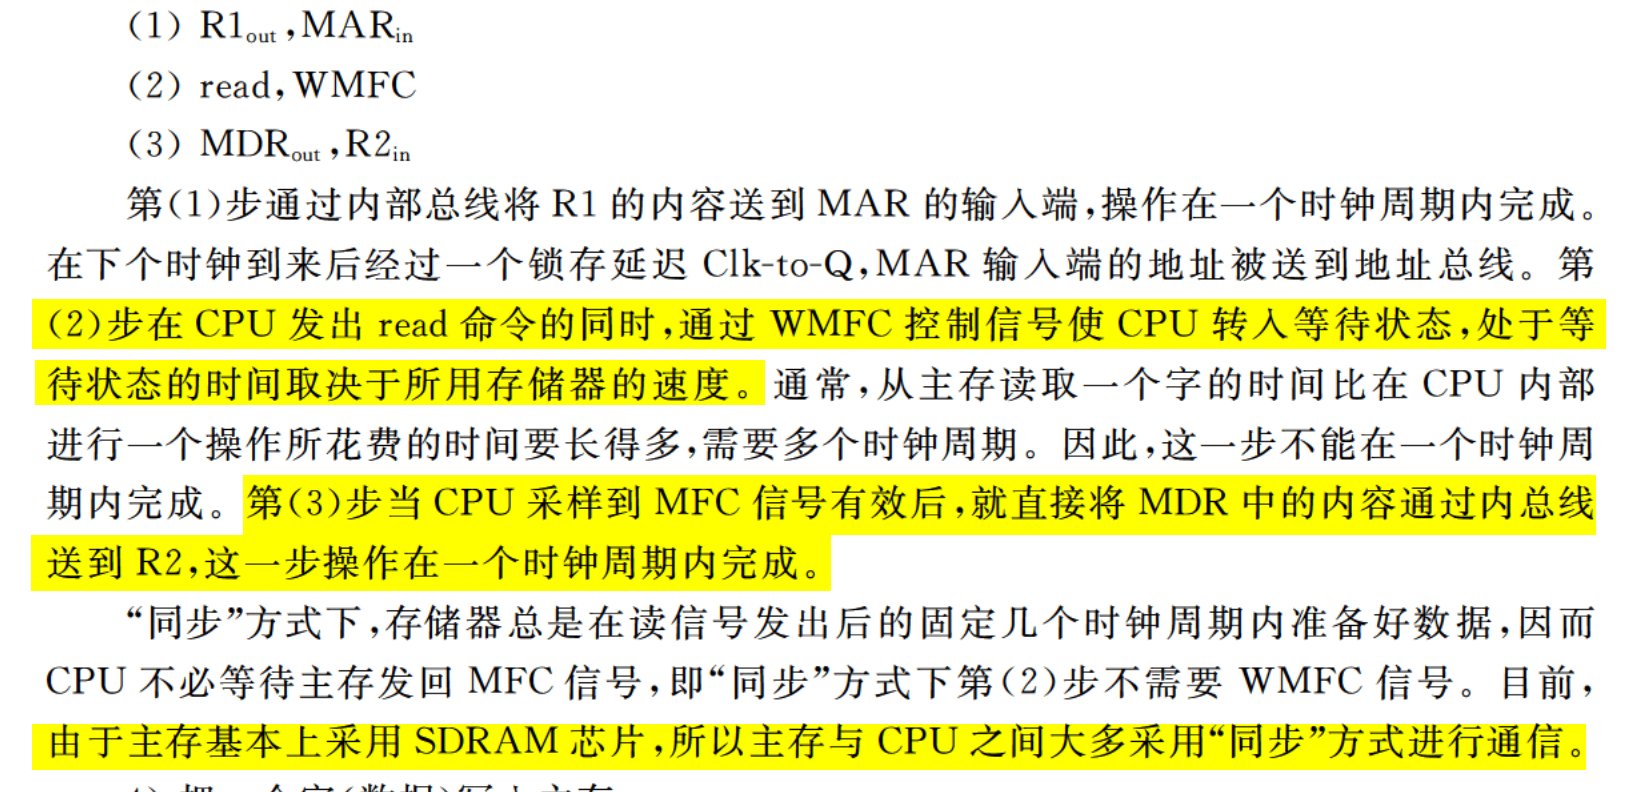 (1) R1out,MARin
(2) read,WMFC
(3) MDRout,R2in
第(1)步通过内部总线将 R1 的内容送到 MAR 的输入端,操作在一个时钟周期内完成。
在下个时钟到来后经过一个锁存延迟 Clk-to-Q,MAR 输入端的地址被送到地址总线。第
(2)步在 CPU 发出 read 命令的同时,通过 WMFC 控制信号使 CPU 转入等待状态,处于等
待状态的时间取决于所用存储器的速度。通常,从主存读取一个字的时间比在 CPU 内部
进行一个操作所花费的时间要长得多,需要多个时钟周期。因此,这一步不能在一个时钟周
期内完成。第(3)步当 CPU 采样到 MFC 信号有效后,就直接将 MDR 中的内容通过内总线
送到 R2,这一步操作在一个时钟周期内完成。
“同步”方式下,存储器总是在读信号发出后的固定几个时钟周期内准备好数据,因而
CPU 不必等待主存发回 MFC 信号,即“同步”方式下第(2)步不需要 WMFC 信号。目前,
由于主存基本上采用 SDRAM 芯片,所以主存与 CPU 之间大多采用“同步”方式进行通信。